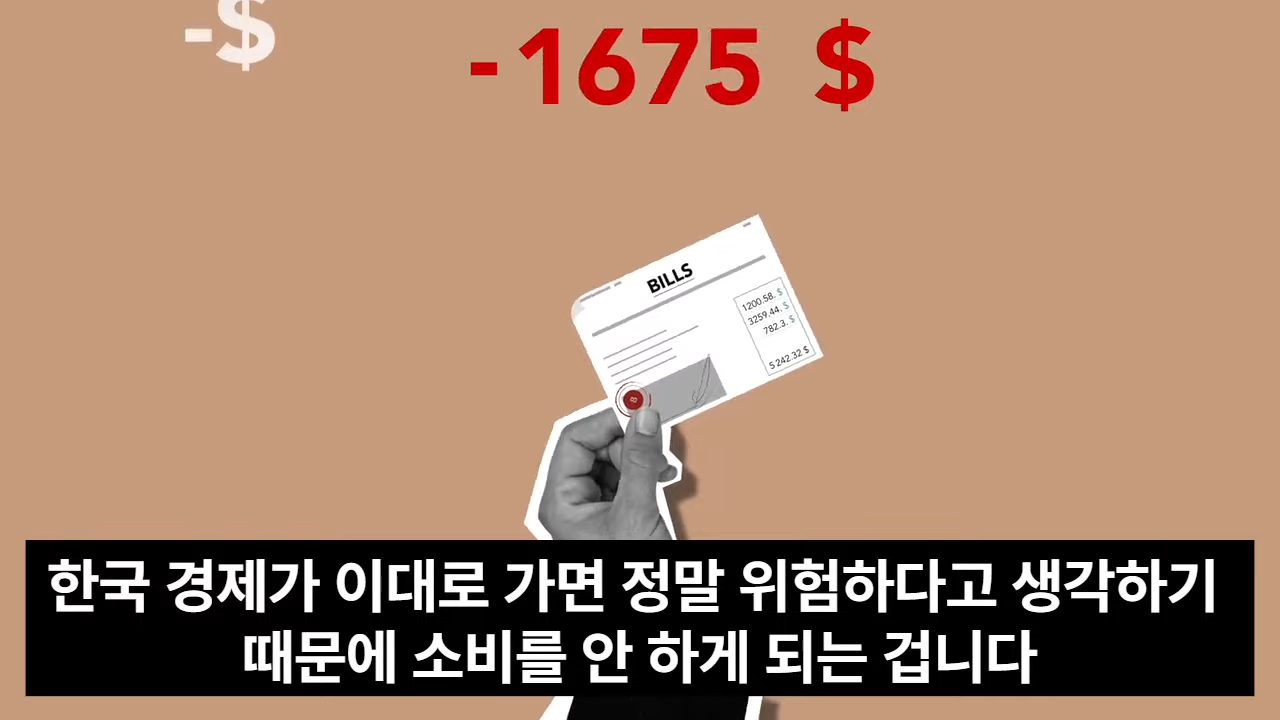 -$
-1675 $
BILLS
1200.58. $
3259.44. $
782.3. $
5 242.32 $
한국 경제가 이대로 가면 정말 위험하다고 생각하기
때문에 소비를 안 하게 되는 겁니다